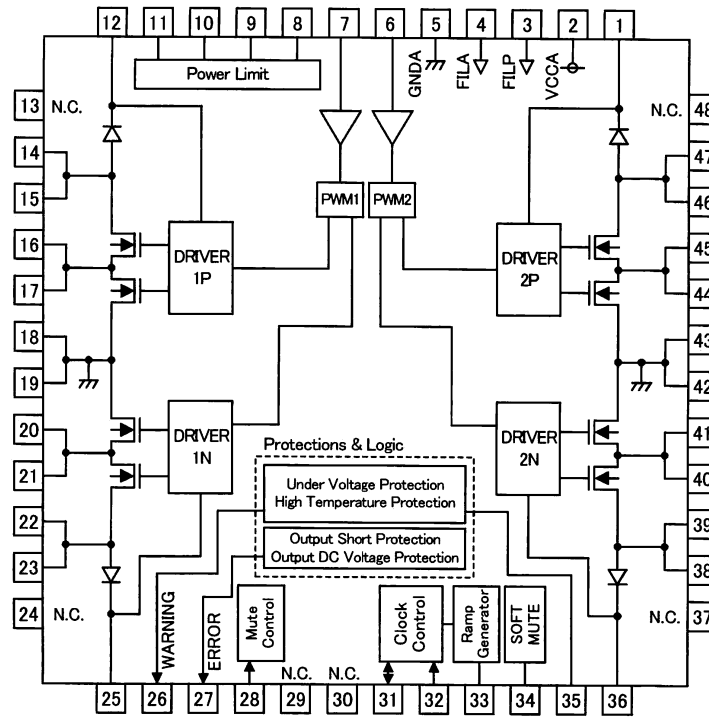 12 11 10 9 8 7 6 5 4 3 2 1
Power Limit
GNDA
FILA
FILP
VCCA
13 N.C.
N.C. 48
14
47
15
46
PWM1
PWM2
16
45
DRIVER
1P
DRIVER
2P
17
44
18
43
19
42
20
41
DRIVER
1N
DRIVER
2N
Protections & Logic
21
40
Under Voltage Protection
High Temperature Protection
22
39
Output Short Protection
Output DC Voltage Protection
23
38
24 N.C.
N.C. 37
WARNING
ERROR
Mute
Control
Clock
Control
Ramp
Generator
SOFT
MUTE
N.C. N.C.
25 26 27 28 29 30 31 32 33 34 35 36